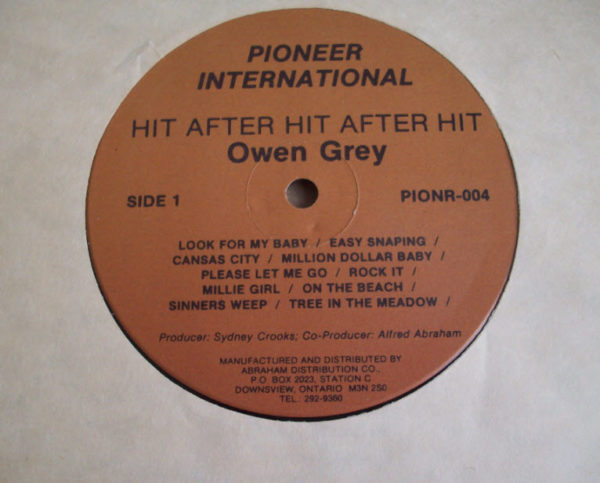 PIONEER
INTERNATIONAL
HIT AFTER HIT AFTER HIT
Owen Grey
SIDE 1
PIONR-004
LOOK FOR MY BABY / EASY SNAPING /
CANSAS CITY / MILLION DOLLAR BABY /
PLEASE LET ME GO / ROCK IT /
MILLIE GIRL / ON THE BEACH /
SINNERS WEEP / TREE IN THE MEADOW /
Producer: Sydney Crooks; Co-Producer: Alfred Abraham
MANUFACTURED AND DISTRIBUTED BY
ABRAHAM DISTRIBUTION CO.,
P.O. BOX 2023, STATION C
DOWNSVIEW, ONTARIO M3N 2S0
TEL.: 292-9360